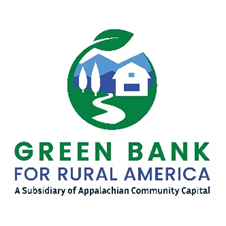 GREEN BANK
FOR RURAL AMERICA
A Subsidiary of Appalachian Community Capital